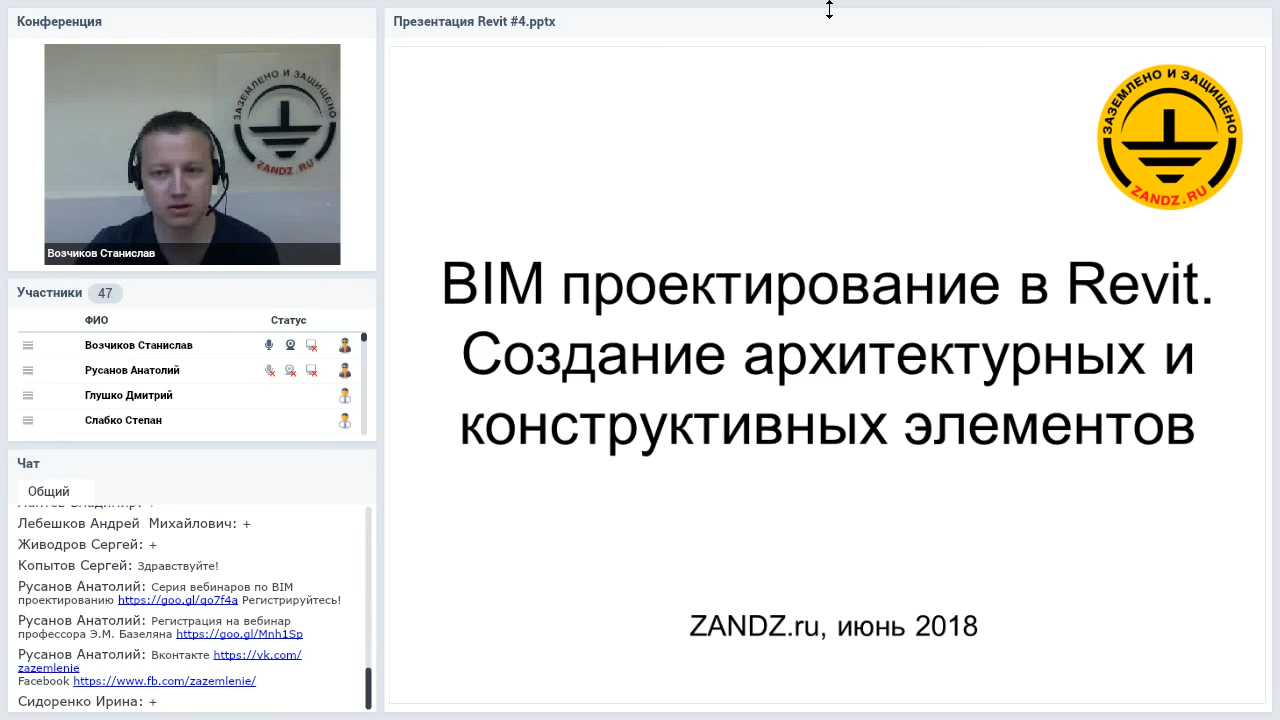 Конференция
ЗАЗЕМЛЕНО И ЗАЩИЩЕНО
ZANDZ.RU
Возчиков Станислав
Участники 47
ФИО Статус
Возчиков Станислав
Русанов Анатолий
Глушко Дмитрий
Слабко Степан
Чат
Общий
Лебешков Андрей Михайлович: +
Живодров Сергей: +
Копытов Сергей: Здравствуйте!
Русанов Анатолий: Серия вебинаров по BIM
проектированию https://goo.gl/qo7f4a Регистрируйтесь!
Русанов Анатолий: Регистрация на вебинар
профессора Э.М. Базеляна https://goo.gl/Mnh1Sp
Русанов Анатолий: Вконтакте https://vk.com/
zazemlenie
Facebook https://www.fb.com/zazemlenie/
Сидоренко Ирина: +
Презентация Revit #4.pptx
ЗАЗЕМЛЕНО И ЗАЩИЩЕНО
ZANDZ.RU
BIM проектирование в Revit.
Создание архитектурных и
конструктивных элементов
ZANDZ.ru, июнь 2018